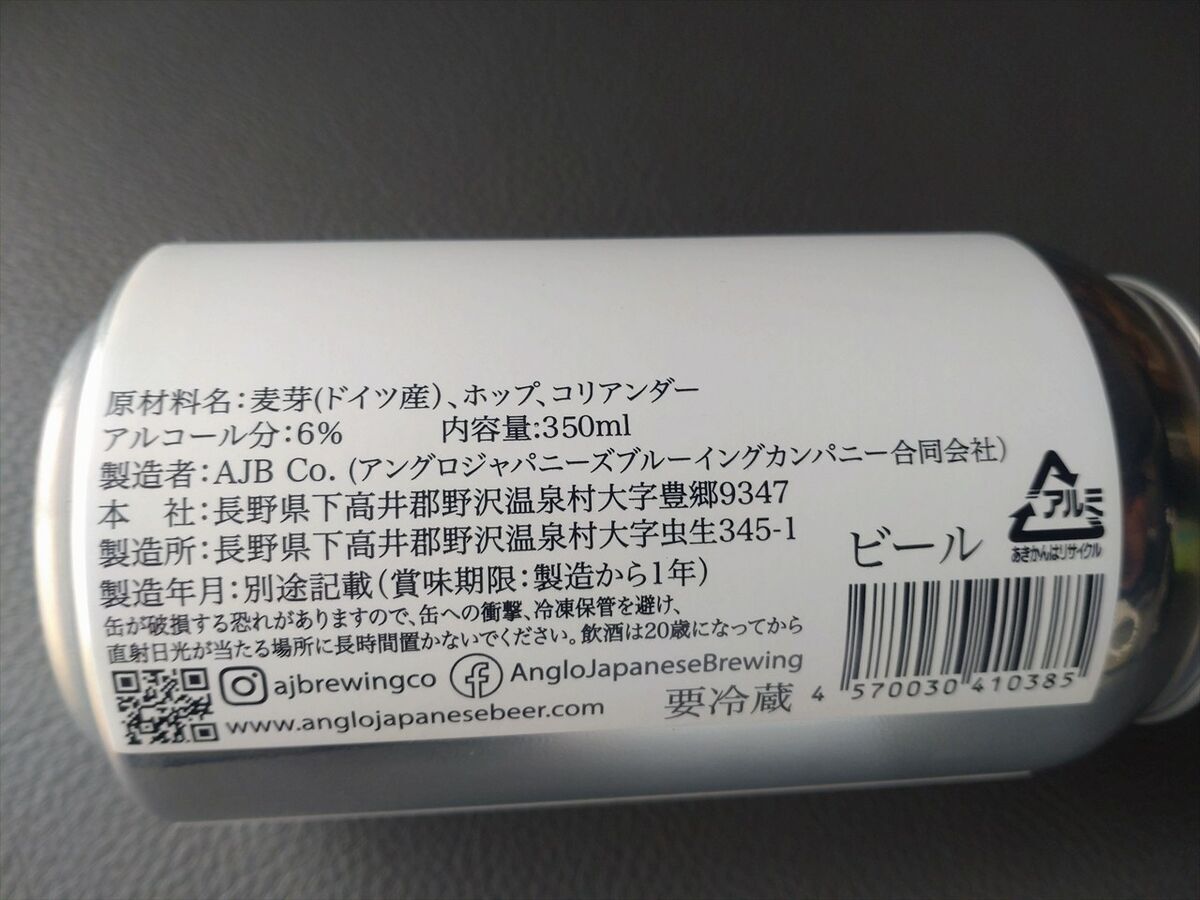 原材料名：麦芽(ドイツ産)、ホップ、コリアンダー
アルコール分：6%　内容量:350ml
製造者：AJB Co. (アングロジャパニーズブルーイングカンパニー合同会社)
本　社：長野県下高井郡野沢温泉村大字豊郷9347
製造所：長野県下高井郡野沢温泉村大字虫生345-1
製造年月：別途記載(賞味期限：製造から1年)
缶が破損する恐れがありますので、缶への衝撃、冷凍保管を避け、
直射日光が当たる場所に長時間置かないでください。飲酒は20歳になってから
ajbrewingco AngloJapaneseBrewing
www.anglojapanesebeer.com
要冷蔵
ビール
アルミ
あきかんはリサイクル
4 570030 410385